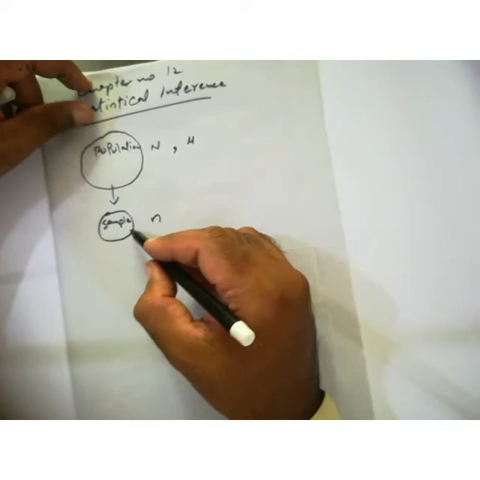 chapter no 12
Statistical Inference
Population N , μ
sample n